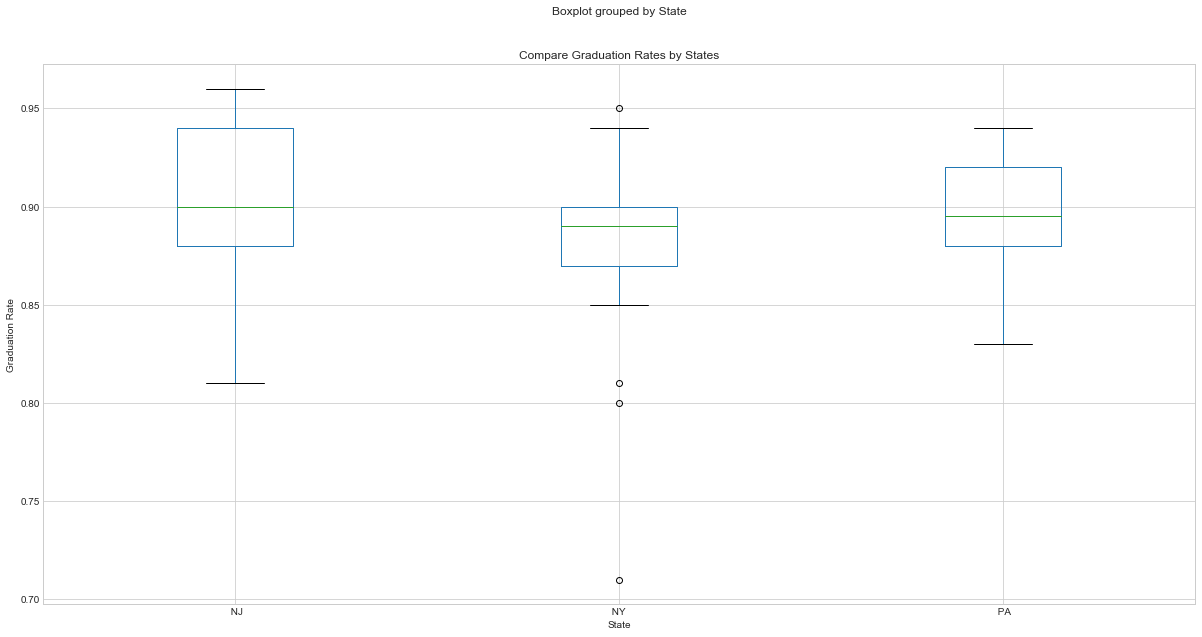 Boxplot grouped by State
Compare Graduation Rates by States
Graduation Rate
0.95
0.90
0.85
0.80
0.75
0.70
NJ NY PA
State